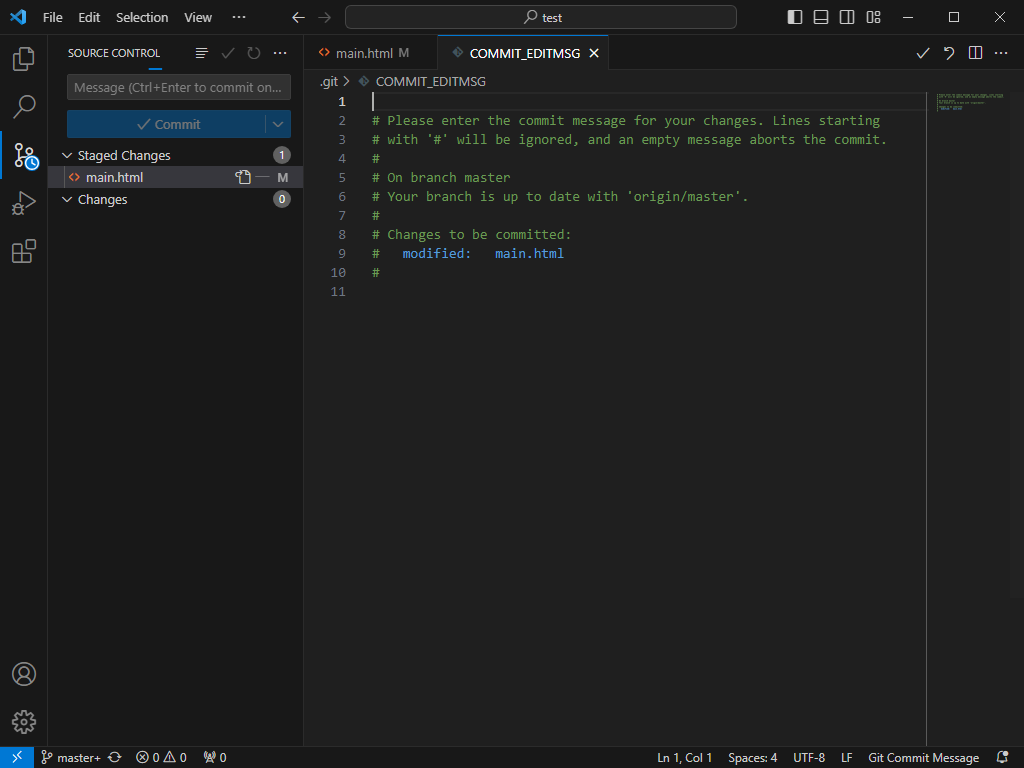 File Edit Selection View ··· test
SOURCE CONTROL
main.html M COMMIT_EDITMSG
.git > COMMIT_EDITMSG
Message (Ctrl+Enter to commit on...
Commit
Staged Changes 1
main.html M
Changes 0
1
2 # Please enter the commit message for your changes. Lines starting
3 # with '#' will be ignored, and an empty message aborts the commit.
4 #
5 # On branch master
6 # Your branch is up to date with 'origin/master'.
7 #
8 # Changes to be committed:
9 # modified: main.html
10 #
11
master+ 0 0 0 Ln 1, Col 1 Spaces: 4 UTF-8 LF Git Commit Message